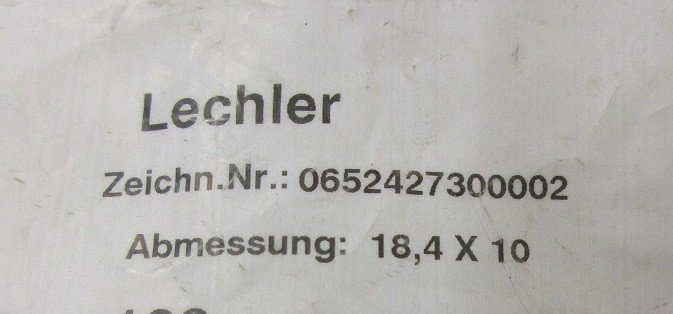 Lechler
Zeichn.Nr.: 0652427300002
Abmessung: 18,4 X 10